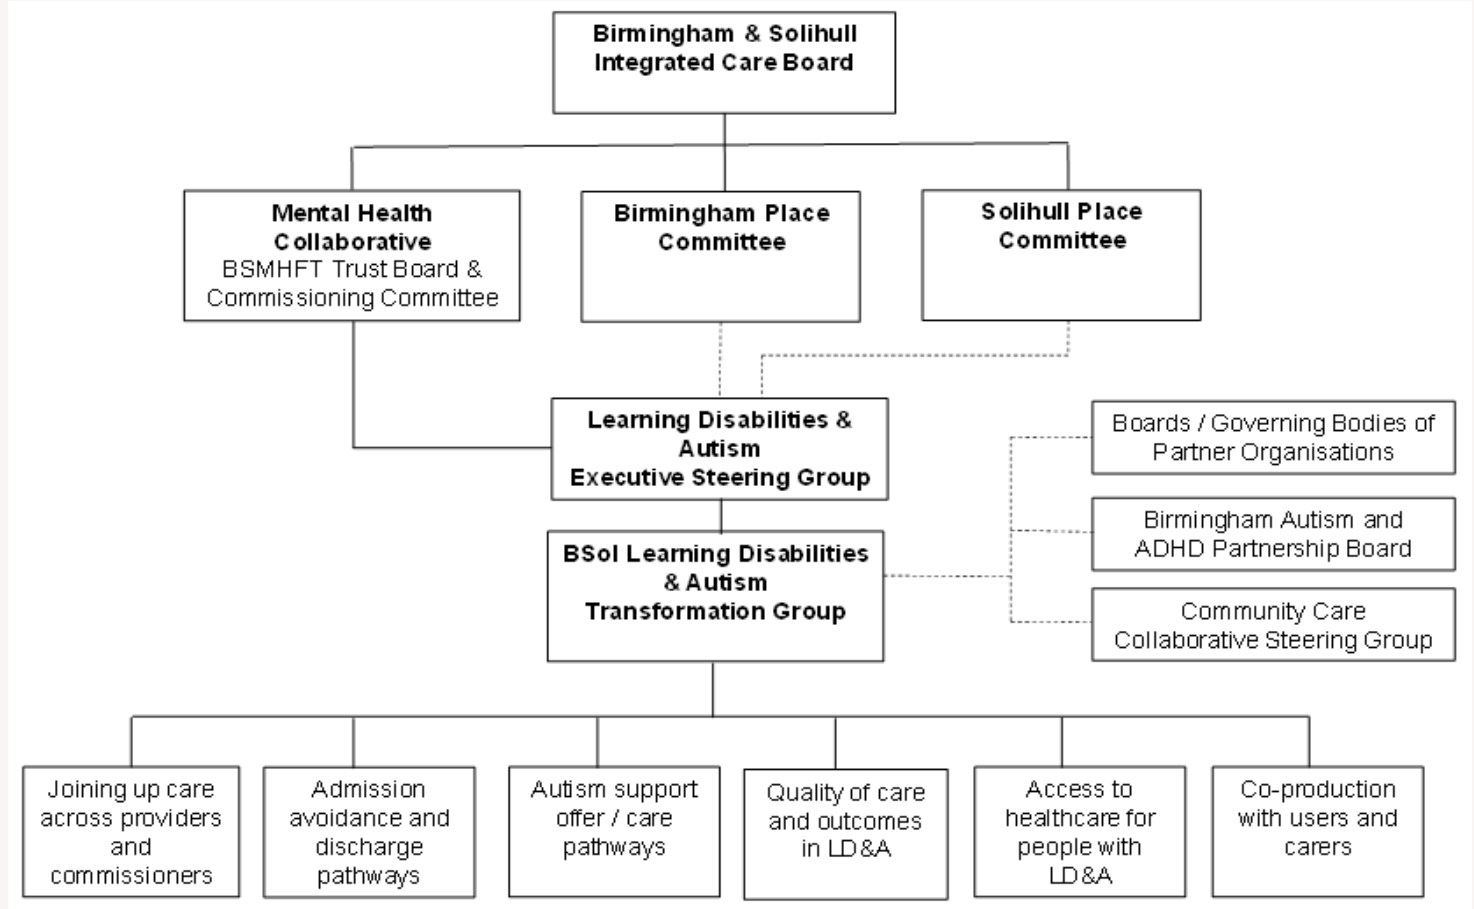 Birmingham & Solihull
Integrated Care Board
Mental Health
Collaborative
BSMHFT Trust Board &
Commissioning Committee
Birmingham Place
Committee
Solihull Place
Committee
Learning Disabilities &
Autism
Executive Steering Group
Boards / Governing Bodies of
Partner Organisations
Birmingham Autism and
ADHD Partnership Board
Community Care
Collaborative Steering Group
BSol Learning Disabilities
& Autism
Transformation Group
Joining up care
across providers
and
commissioners
Admission
avoidance and
discharge
pathways
Autism support
offer / care
pathways
Quality of care
and outcomes
in LD&A
Access to
healthcare for
people with
LD&A
Co-production
with users and
carers